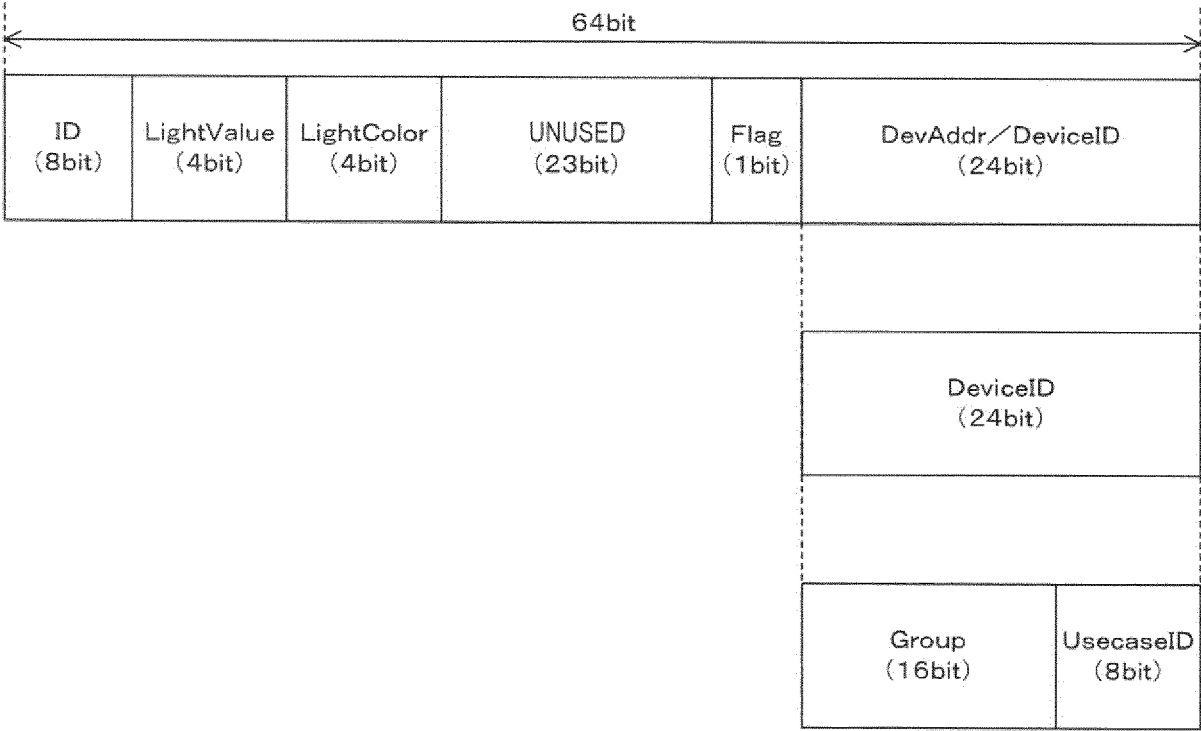 64bit
ID
(8bit)
LightValue
(4bit)
LightColor
(4bit)
UNUSED
(23bit)
Flag
(1bit)
DevAddr／DeviceID
(24bit)
DeviceID
(24bit)
Group
(16bit)
UsecaseID
(8bit)